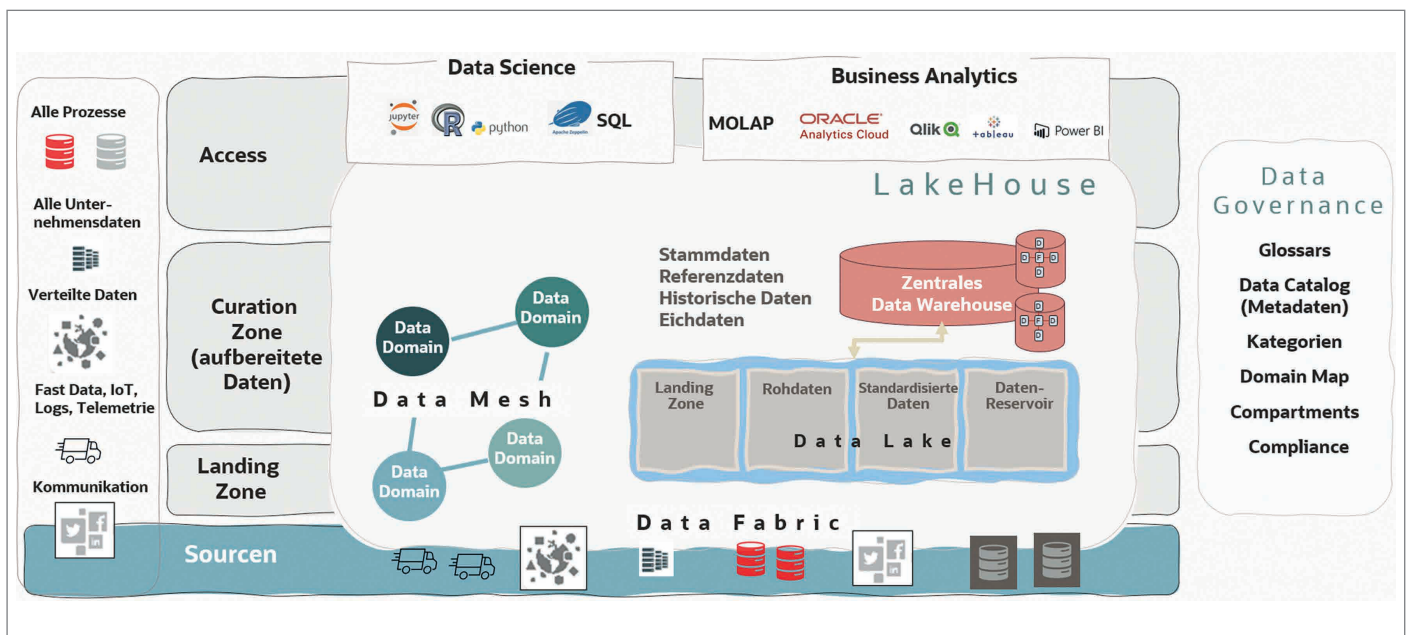 Alle Prozesse
Alle Unter-
nehmensdaten
Verteilte Daten
Fast Data, IoT,
Logs, Telemetrie
Kommunikation
Access
Curation
Zone
(aufbereitete
Daten)
Landing
Zone
Sourcen
Data Science
jupyter
R
python
Apache Zeppelin
SQL
Business Analytics
MOLAP
ORACLE
Analytics Cloud
Qlik
+ableau
Power BI
LakeHouse
Stammdaten
Referenzdaten
Historische Daten
Eichdaten
Zentrales
Data Warehouse
D
D F D
D
D
D F D
D
Data
Domain
Data
Domain
Data Mesh
Data
Domain
Data
Domain
Landing
Zone
Rohdaten
Standardisierte
Daten
Daten-
Reservoir
Data Lake
Data Fabric
Data
Governance
Glossars
Data Catalog
(Metadaten)
Kategorien
Domain Map
Compartments
Compliance